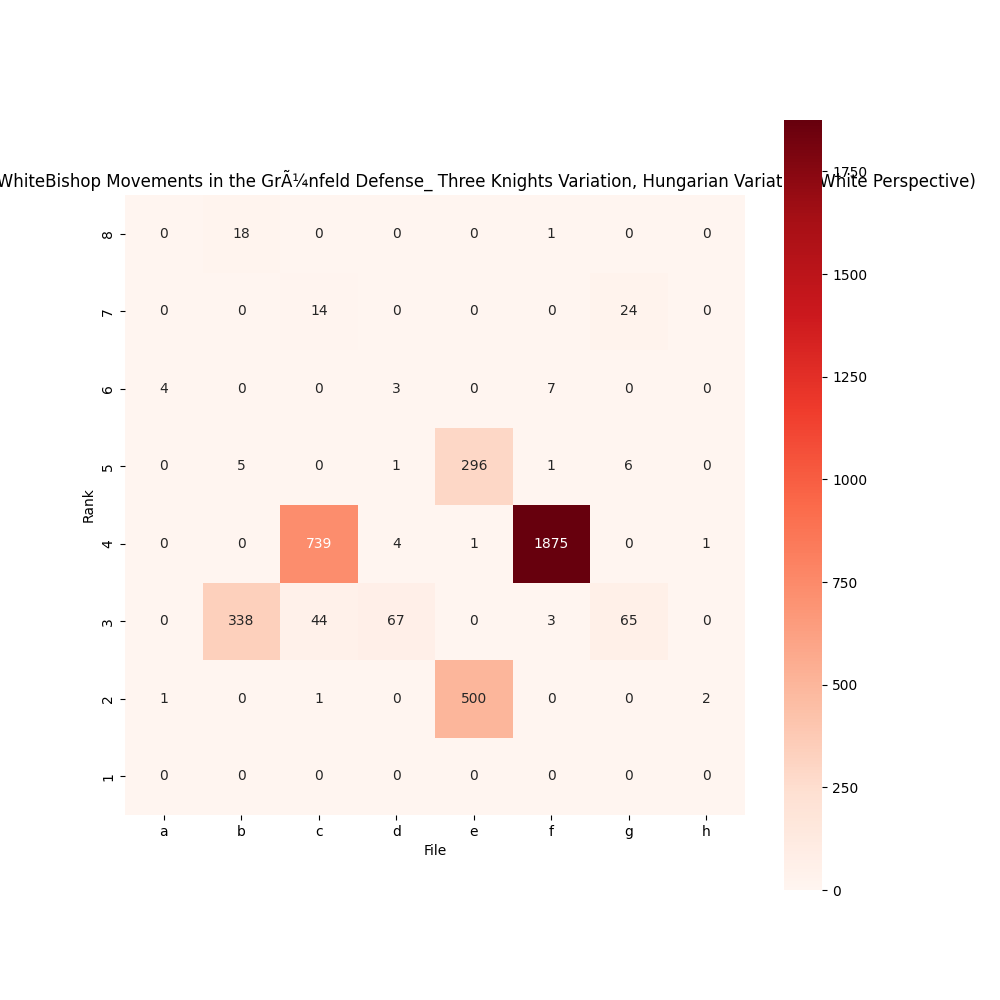 WhiteBishop Movements in the GrÃ¼nfeld Defense_ Three Knights Variation, Hungarian Variat White Perspective)
1750
8 0 18 0 0 0 1 0 0
1500
7 0 0 14 0 0 0 24 0
1250
6 4 0 0 3 0 7 0 0
5 0 5 0 1 296 1 6 0
1000
Rank
4 0 0 739 4 1 1875 0 1
750
3 0 338 44 67 0 3 65 0
2 1 0 1 0 500 0 0 2
500
1 0 0 0 0 0 0 0 0
250
a b c d e f g h
File
0